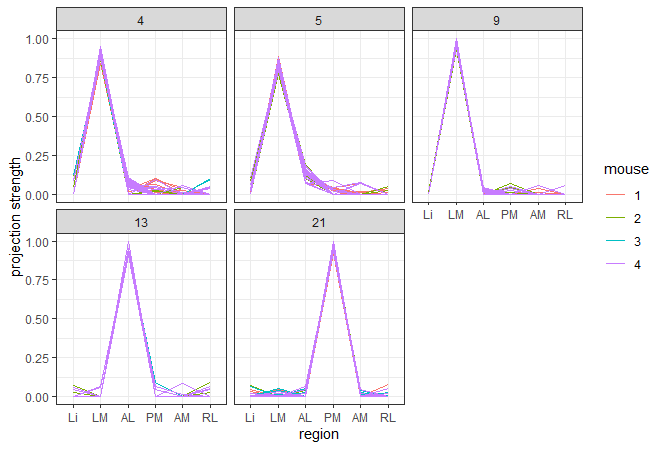 4 5 9
1.00
0.75
0.50
0.25
0.00
Li LM AL PM AM RL
13 21
1.00
0.75
0.50
0.25
0.00
Li LM AL PM AM RL Li LM AL PM AM RL
region
projection strength
mouse
1
2
3
4